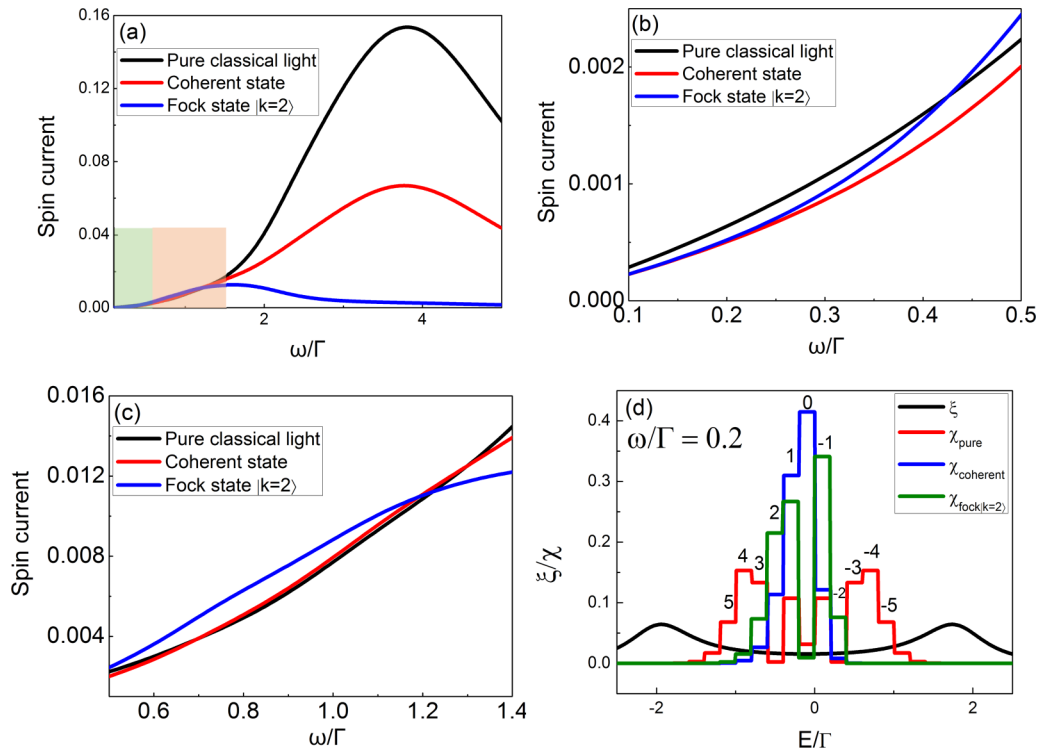 (a)
Pure classical light
Coherent state
Fock state |k=2⟩
Spin current
0.16
0.12
0.08
0.04
0.00
2
4
ω/Γ
(b)
Pure classical light
Coherent state
Fock state |k=2⟩
Spin current
0.002
0.001
0.000
0.1
0.2
0.3
0.4
0.5
ω/Γ
(c)
Pure classical light
Coherent state
Fock state |k=2⟩
Spin current
0.016
0.012
0.008
0.004
0.6
0.8
1.0
1.2
1.4
ω/Γ
(d)
ω/Γ = 0.2
ξ
χpure
χcoherent
χfock|k=2⟩
ξ/χ
0.4
0.3
0.2
0.1
0.0
0
1
-1
2
4
3
5
-2
-3
-4
-5
-2
0
2
E/Γ